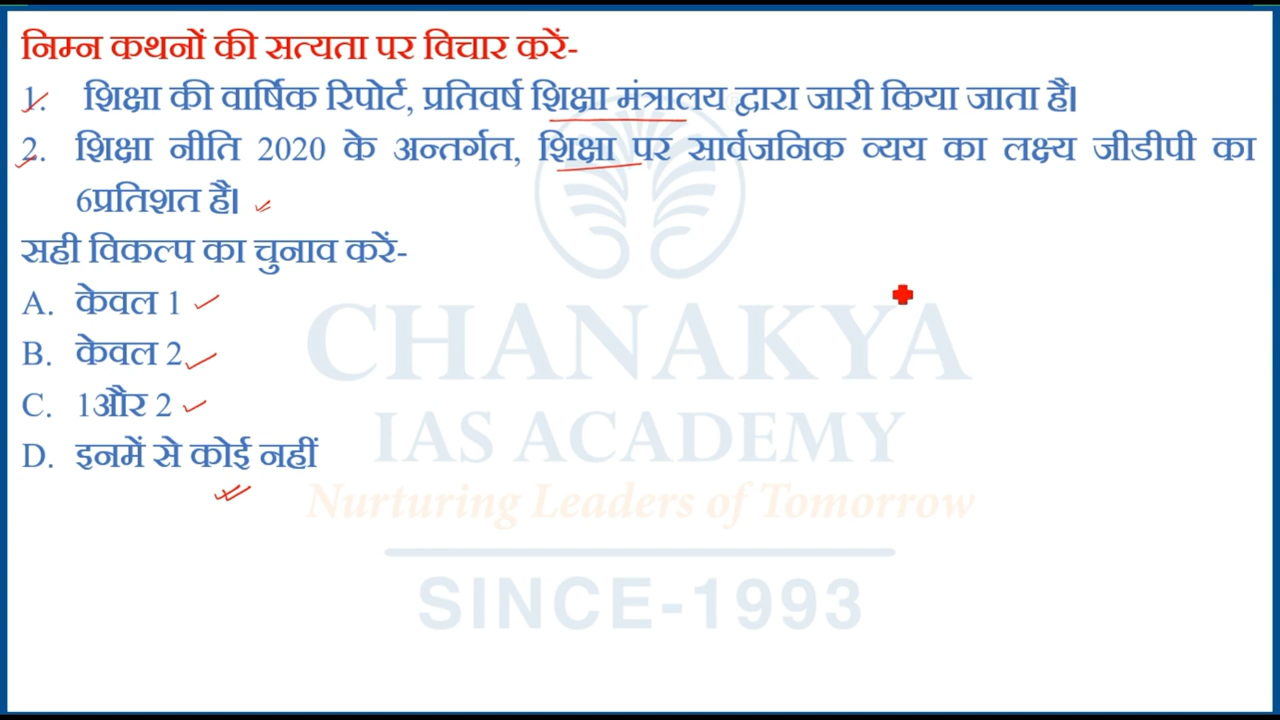 निम्न कथनों की सत्यता पर विचार करें-
1. शिक्षा की वार्षिक रिपोर्ट, प्रतिवर्ष शिक्षा मंत्रालय द्वारा जारी किया जाता है।
2. शिक्षा नीति 2020 के अन्तर्गत, शिक्षा पर सार्वजनिक व्यय का लक्ष्य जीडीपी का
6प्रतिशत है।
सही विकल्प का चुनाव करें-
A. केवल 1
B. केवल 2
C. 1और 2
D. इनमें से कोई नहीं
CHANAKYA
IAS ACADEMY
Nurturing Leaders of Tomorrow
SINCE-1993